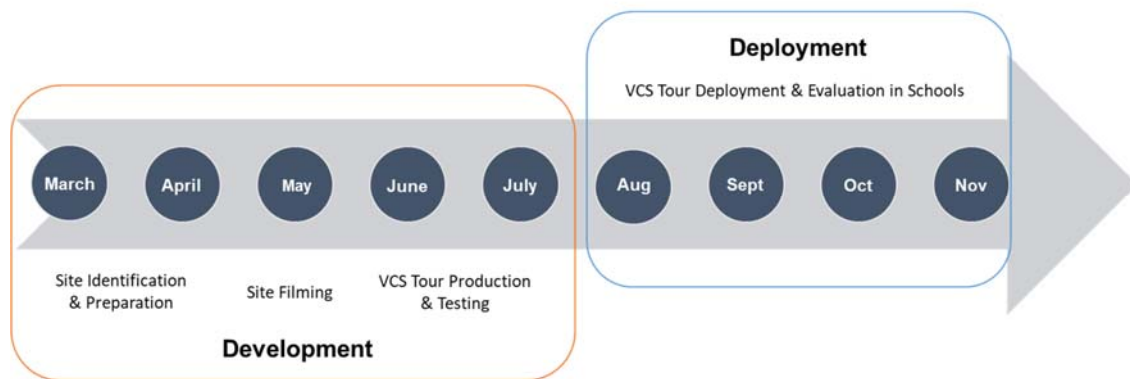 Deployment
VCS Tour Deployment & Evaluation in Schools
March
April
May
June
July
Aug
Sept
Oct
Nov
Site Identification
& Preparation
Site Filming
VCS Tour Production
& Testing
Development